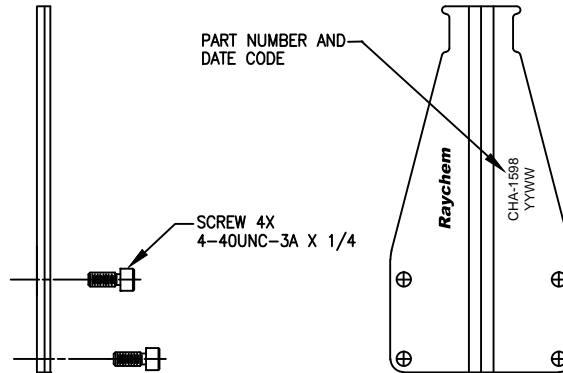 PART NUMBER AND
DATE CODE
Raychem
CHA-1598
YYWW
SCREW 4X
4-40UNC-3A X 1/4